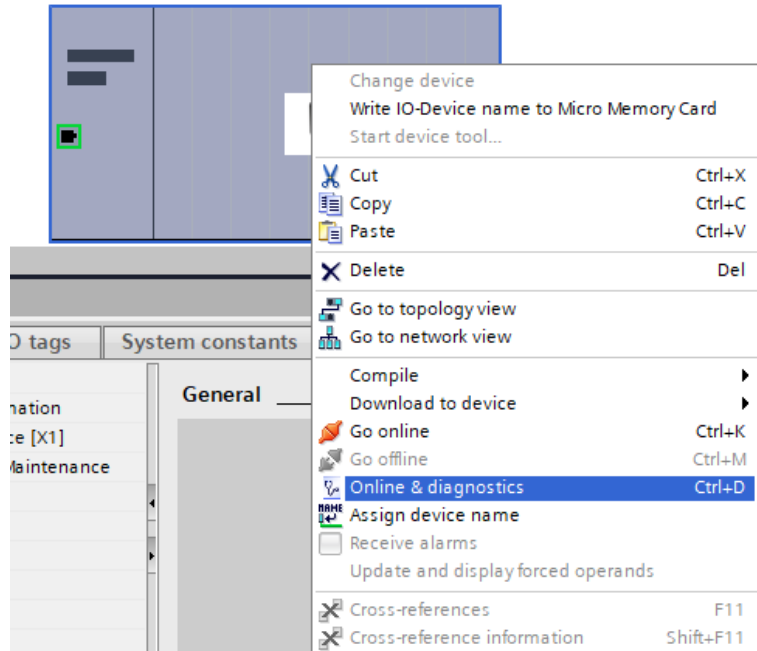 Change device
Write IO-Device name to Micro Memory Card
Start device tool...
Cut Ctrl+X
Copy Ctrl+C
Paste Ctrl+V
Delete Del
Go to topology view
Go to network view
O tags System constants
Compile
General
Download to device
nation
Go online Ctrl+K
ce [X1]
Go offline Ctrl+M
Maintenance
Online & diagnostics Ctrl+D
NAME Assign device name
Receive alarms
Update and display forced operands
Cross-references F11
Cross-reference information Shift+F11